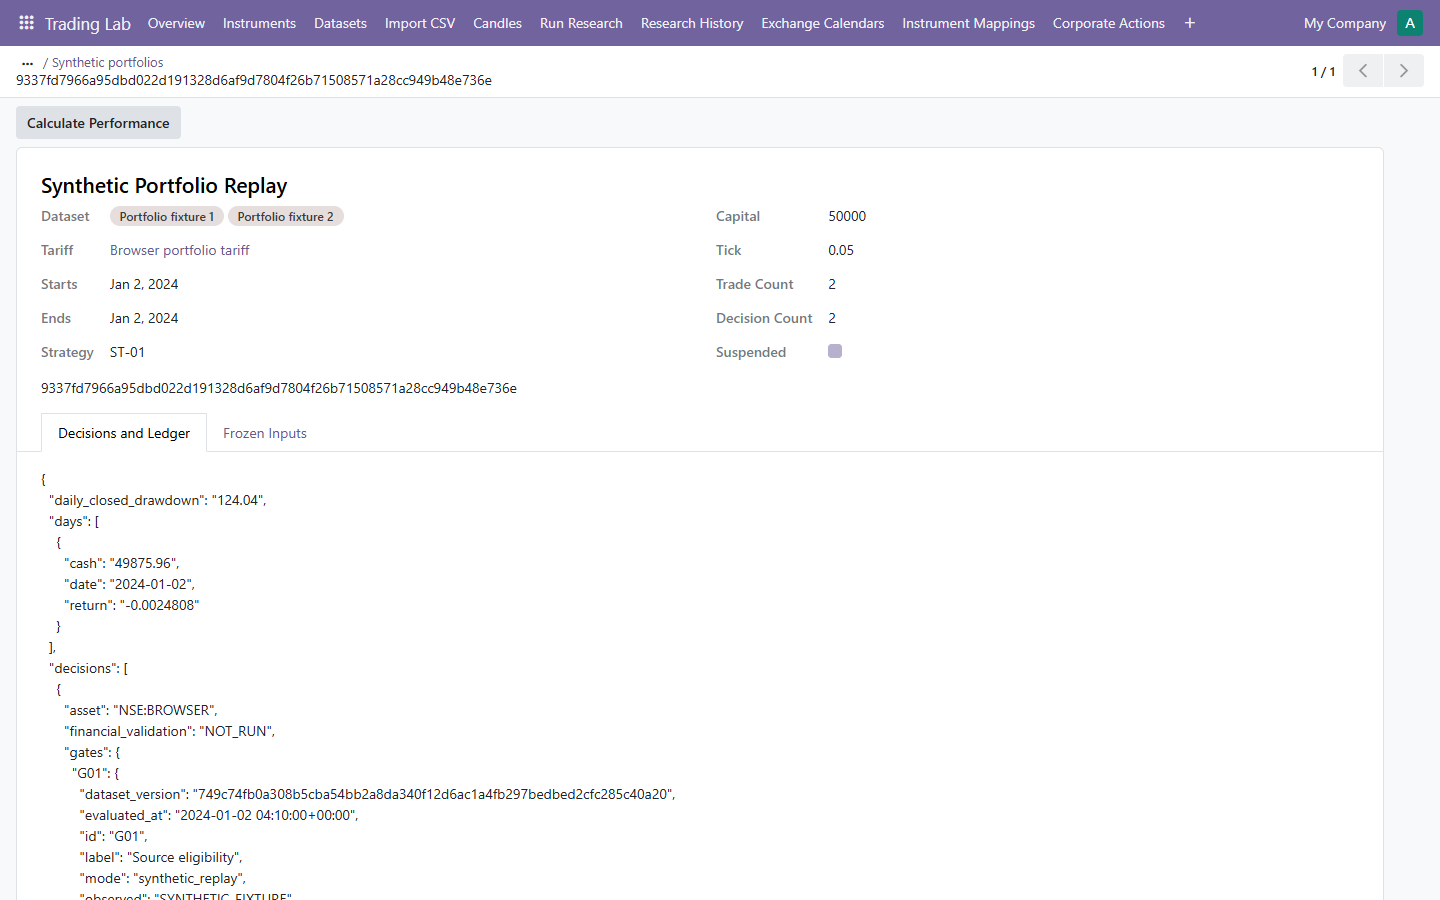 Trading Lab Overview Instruments Datasets Import CSV Candles Run Research Research History Exchange Calendars Instrument Mappings Corporate Actions + My Company A
... / Synthetic portfolios
9337fd7966a95dbd022d191328d6af9d7804f26b71508571a28cc949b48e736e
1 / 1
Calculate Performance
Synthetic Portfolio Replay
Dataset Portfolio fixture 1 Portfolio fixture 2
Capital 50000
Tariff Browser portfolio tariff
Tick 0.05
Starts Jan 2, 2024
Trade Count 2
Ends Jan 2, 2024
Decision Count 2
Strategy ST-01
Suspended
9337fd7966a95dbd022d191328d6af9d7804f26b71508571a28cc949b48e736e
Decisions and Ledger Frozen Inputs
{
"daily_closed_drawdown": "124.04",
"days": [
{
"cash": "49875.96",
"date": "2024-01-02",
"return": "-0.0024808"
}
],
"decisions": [
{
"asset": "NSE:BROWSER",
"financial_validation": "NOT_RUN",
"gates": {
"G01": {
"dataset_version": "749c74fb0a308b5cba54bb2a8da340f12d6ac1a4fb297bedbed2cfc285c40a20",
"evaluated_at": "2024-01-02 04:10:00+00:00",
"id": "G01",
"label": "Source eligibility",
"mode": "synthetic_replay",
"observed": "SYNTHETIC_FIXTURE"